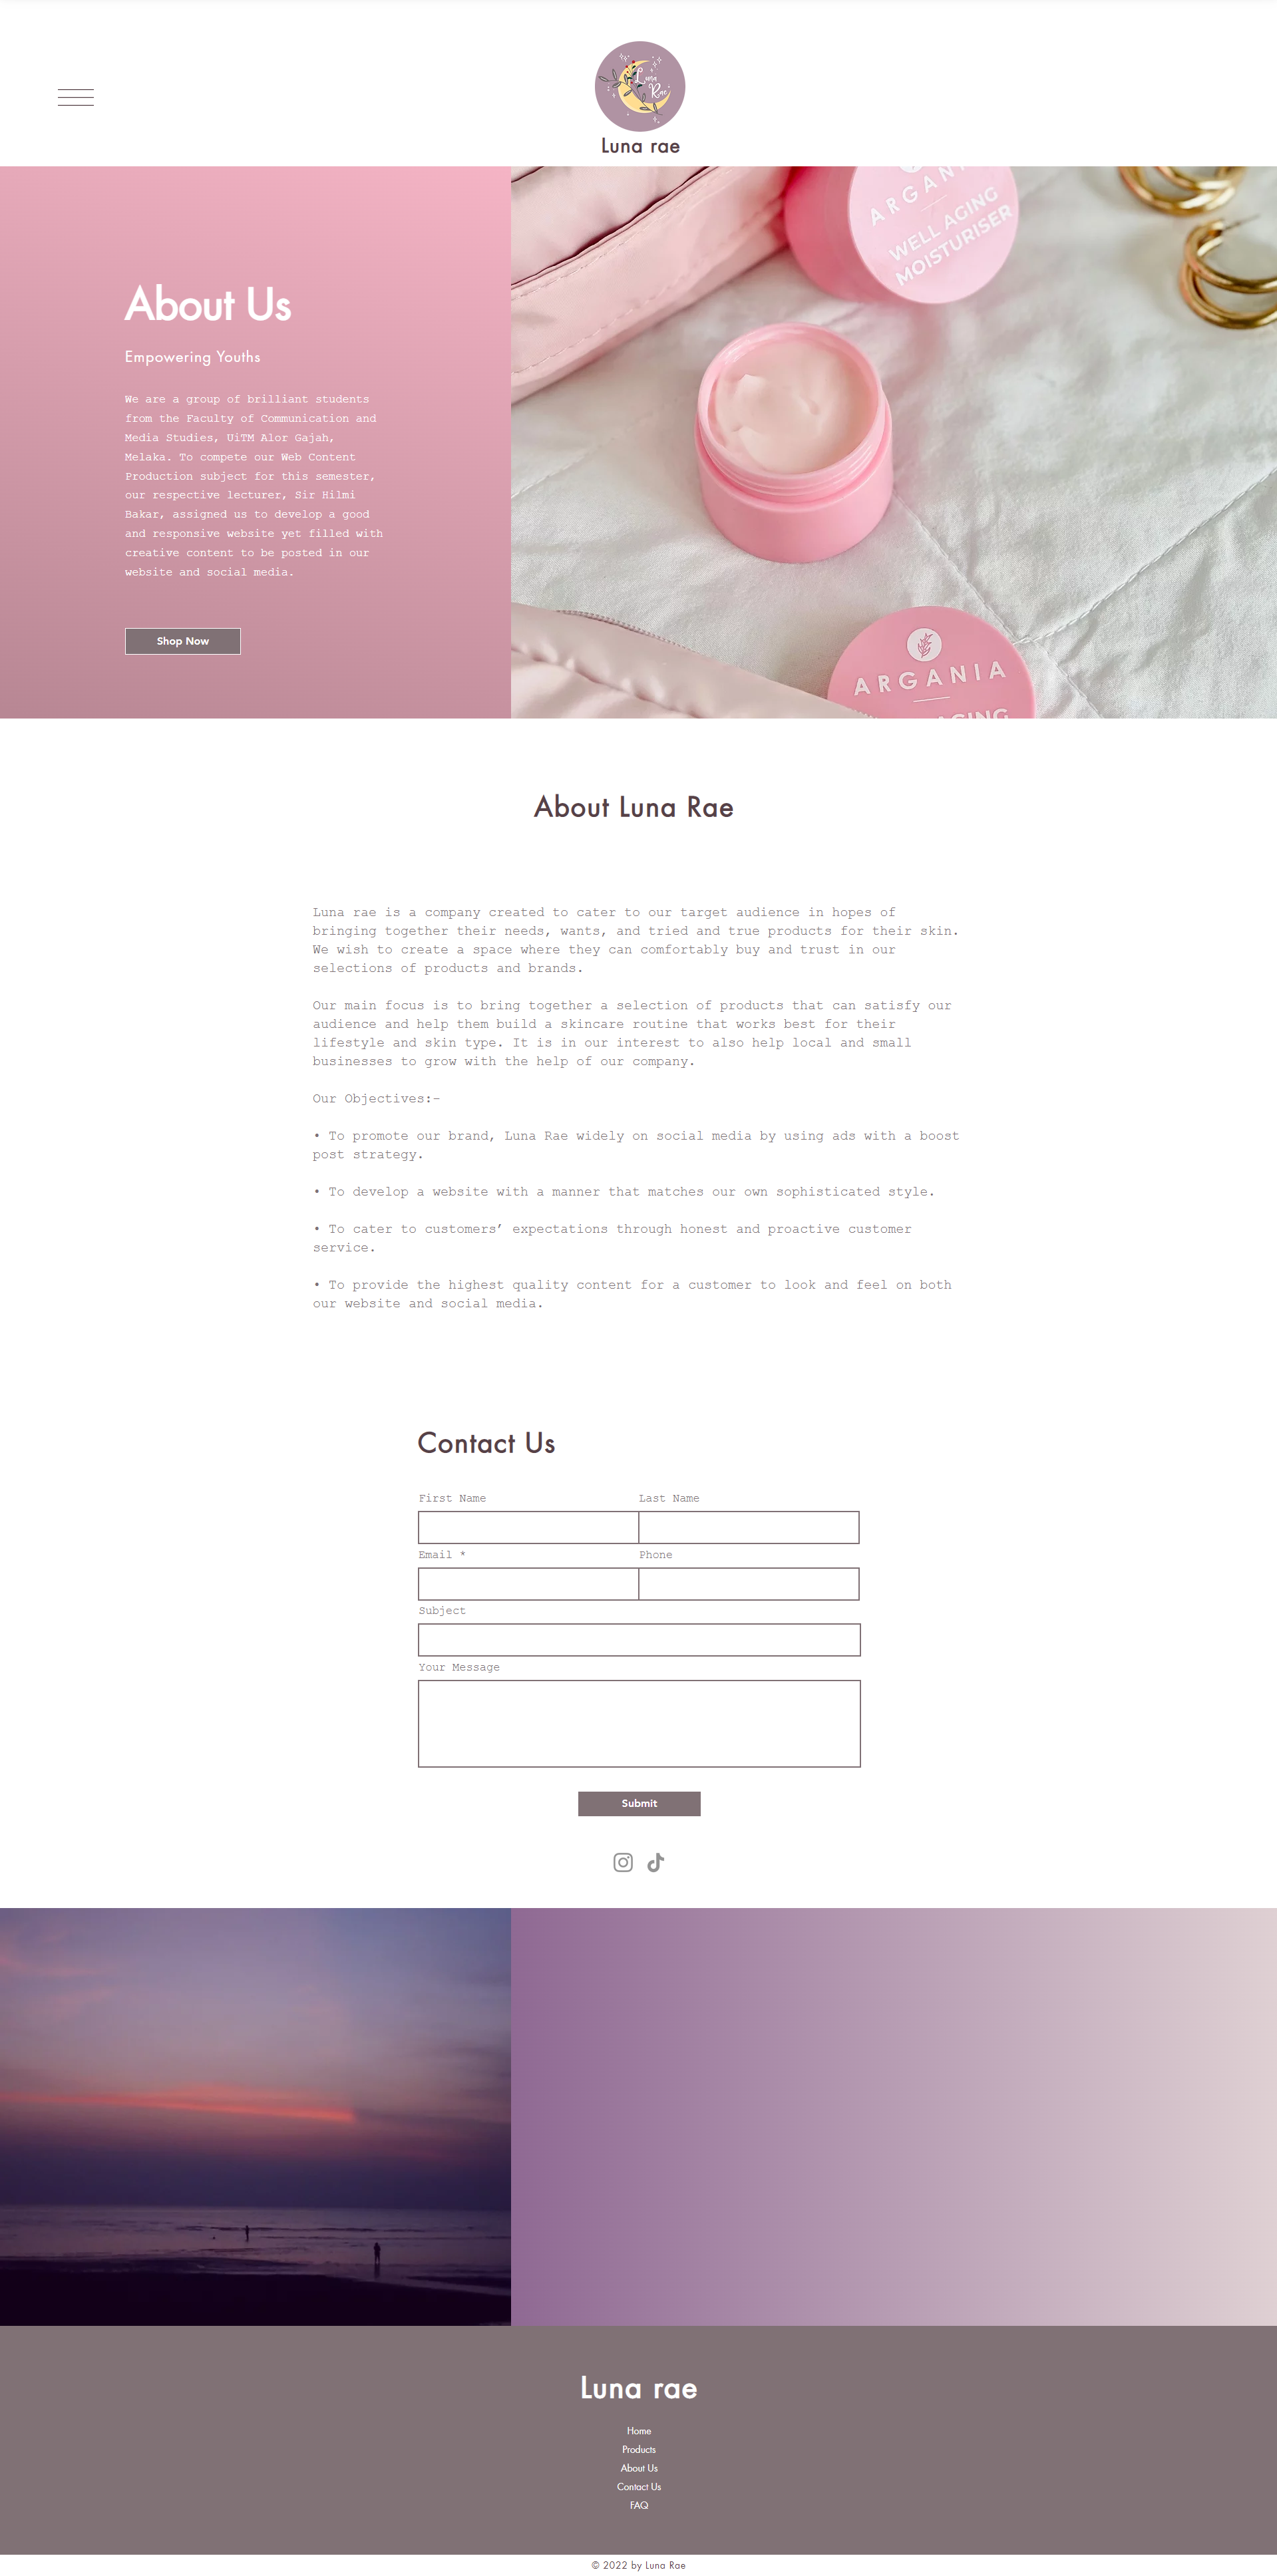 Luna
Rae
Luna rae
About Us
Empowering Youths
We are a group of brilliant students
from the Faculty of Communication and
Media Studies, UiTM Alor Gajah,
Melaka. To compete our Web Content
Production subject for this semester,
our respective lecturer, Sir Hilmi
Bakar, assigned us to develop a good
and responsive website yet filled with
creative content to be posted in our
website and social media.
Shop Now
ARGANIA
WELL AGING
MOISTURISER
ARGANIA
AGING
About Luna Rae
Luna rae is a company created to cater to our target audience in hopes of
bringing together their needs, wants, and tried and true products for their skin.
We wish to create a space where they can comfortably buy and trust in our
selections of products and brands.
Our main focus is to bring together a selection of products that can satisfy our
audience and help them build a skincare routine that works best for their
lifestyle and skin type. It is in our interest to also help local and small
businesses to grow with the help of our company.
Our Objectives:-
• To promote our brand, Luna Rae widely on social media by using ads with a boost
post strategy.
• To develop a website with a manner that matches our own sophisticated style.
• To cater to customers’ expectations through honest and proactive customer
service.
• To provide the highest quality content for a customer to look and feel on both
our website and social media.
Contact Us
First Name Last Name
Email * Phone
Subject
Your Message
Submit
Luna rae
Home
Products
About Us
Contact Us
FAQ
© 2022 by Luna Rae